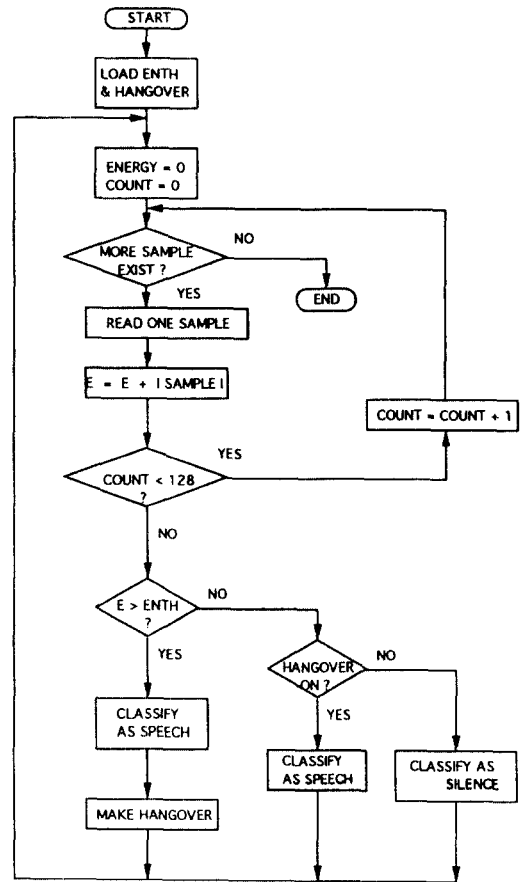 START
LOAD ENTH
& HANGOVER
ENERGY = 0
COUNT = 0
MORE SAMPLE
EXIST ?
NO
YES
END
READ ONE SAMPLE
E = E + I SAMPLE I
COUNT = COUNT + 1
COUNT < 128
?
YES
NO
E > ENTH
?
NO
YES
HANGOVER
ON ?
NO
YES
CLASSIFY
AS SPEECH
CLASSIFY
AS SPEECH
CLASSIFY AS
SILENCE
MAKE HANGOVER